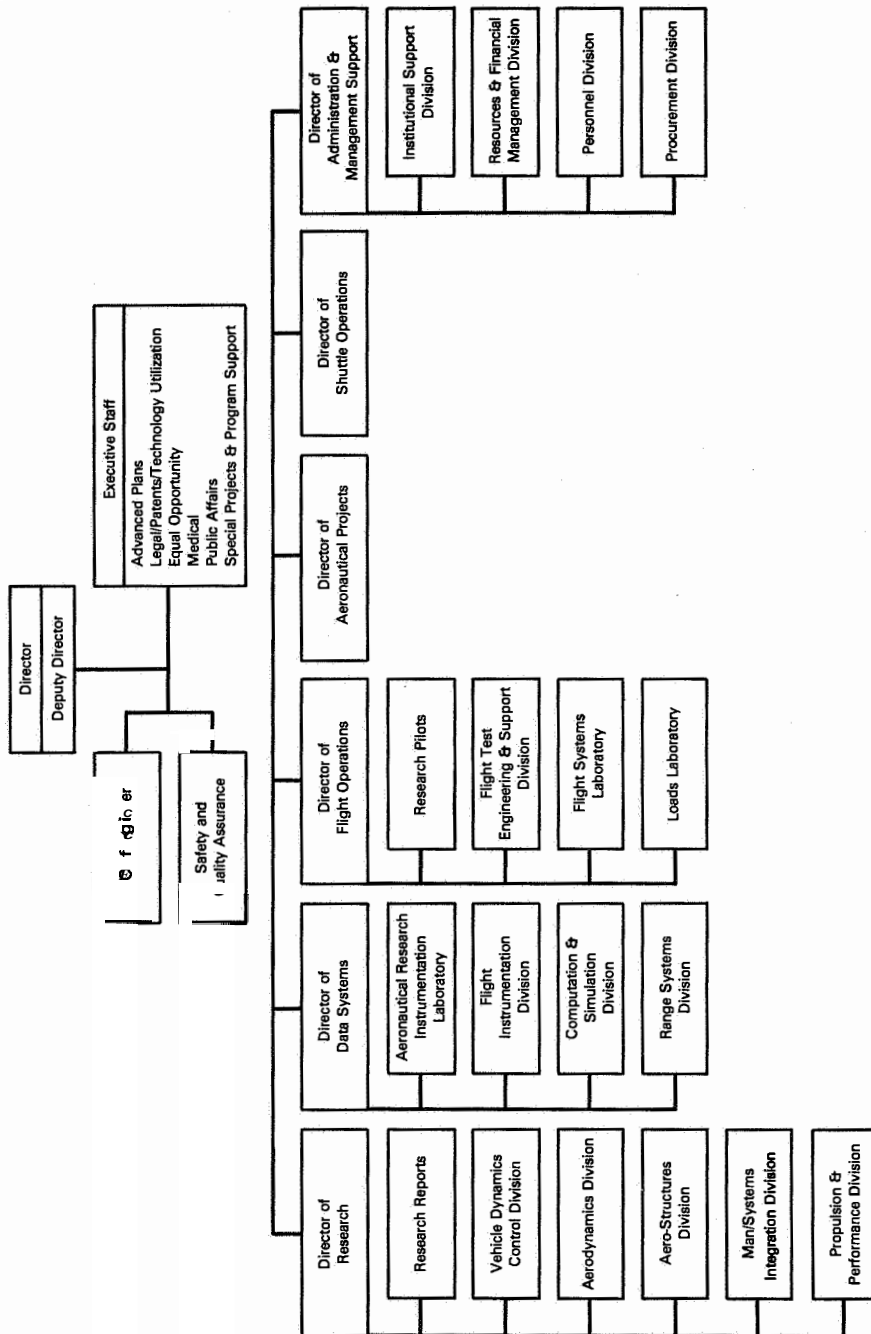 Director
Deputy Director
Executive Staff
Advanced Plans
Legal/Patents/Technology Utilization
Equal Opportunity
Medical
Public Affairs
Special Projects & Program Support
Safety and
Assurance
Director of
Research
Research Reports
Vehicle Dynamics
Control Division
Aerodynamics Division
Aero-Structures
Division
Man/Systems
Integration Division
Propulsion &
Performance Division
Director of
Data Systems
Aeronautical Research
Instrumentation
Laboratory
Flight
Instrumentation
Division
Computation &
Simulation
Division
Range Systems
Division
Director of
Flight Operations
Research Pilots
Flight Test
Engineering & Support
Division
Flight Systems
Laboratory
Loads Laboratory
Director of
Aeronautical Projects
Director of
Shuttle Operations
Director of
Administration &
Management Support
Institutional Support
Division
Resources & Financial
Management Division
Personnel Division
Procurement Division